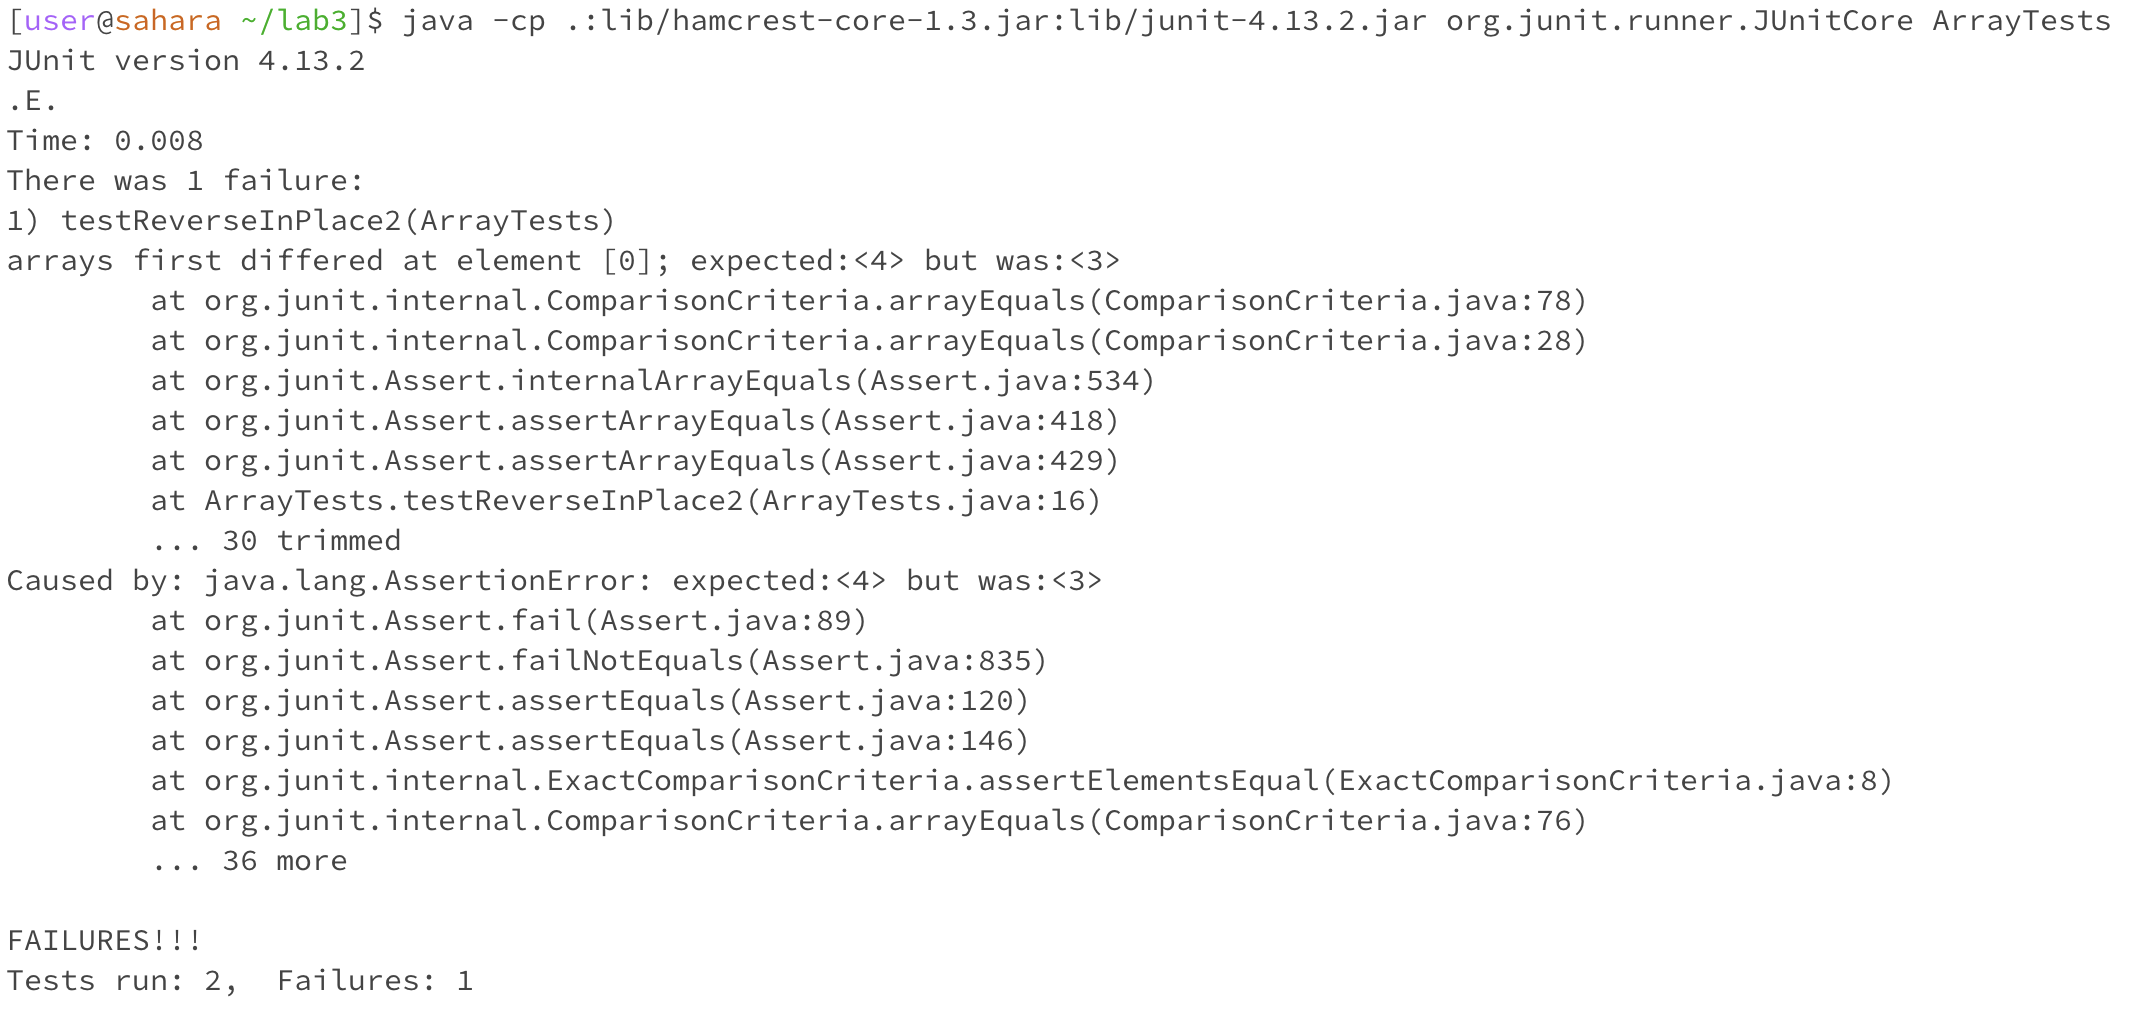 [user@sahara ~/lab3]$ java -cp .:lib/hamcrest-core-1.3.jar:lib/junit-4.13.2.jar org.junit.runner.JUnitCore ArrayTests
JUnit version 4.13.2
.E.
Time: 0.008
There was 1 failure:
1) testReverseInPlace2(ArrayTests)
arrays first differed at element [0]; expected:<4> but was:<3>
        at org.junit.internal.ComparisonCriteria.arrayEquals(ComparisonCriteria.java:78)
        at org.junit.internal.ComparisonCriteria.arrayEquals(ComparisonCriteria.java:28)
        at org.junit.Assert.internalArrayEquals(Assert.java:534)
        at org.junit.Assert.assertArrayEquals(Assert.java:418)
        at org.junit.Assert.assertArrayEquals(Assert.java:429)
        at ArrayTests.testReverseInPlace2(ArrayTests.java:16)
        ... 30 trimmed
Caused by: java.lang.AssertionError: expected:<4> but was:<3>
        at org.junit.Assert.fail(Assert.java:89)
        at org.junit.Assert.failNotEquals(Assert.java:835)
        at org.junit.Assert.assertEquals(Assert.java:120)
        at org.junit.Assert.assertEquals(Assert.java:146)
        at org.junit.internal.ExactComparisonCriteria.assertElementsEqual(ExactComparisonCriteria.java:8)
        at org.junit.internal.ComparisonCriteria.arrayEquals(ComparisonCriteria.java:76)
        ... 36 more

FAILURES!!!
Tests run: 2,  Failures: 1